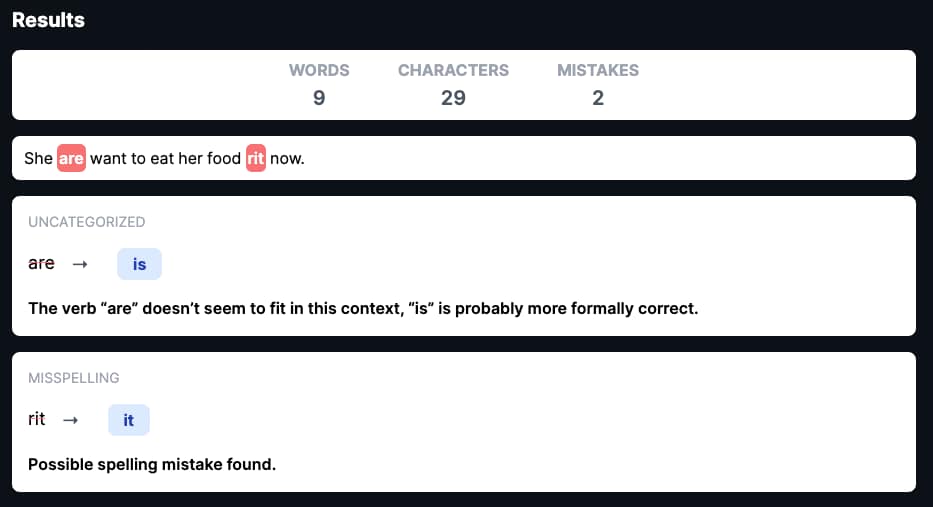 Results
WORDS CHARACTERS MISTAKES
9 29 2
She are want to eat her food rit now.
UNCATEGORIZED
are → is
The verb “are” doesn’t seem to fit in this context, “is” is probably more formally correct.
MISSPELLING
rit → it
Possible spelling mistake found.